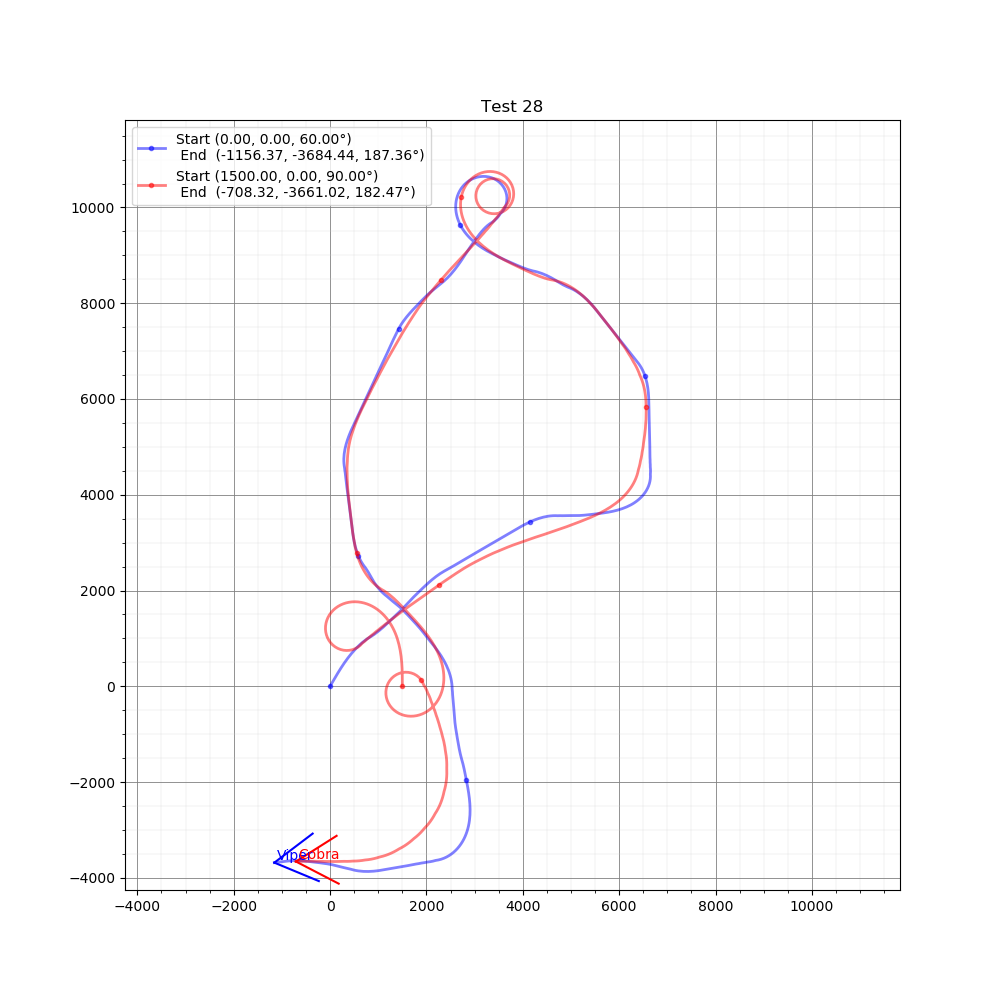 Test 28
Start (0.00, 0.00, 60.00°)
End (-1156.37, -3684.44, 187.36°)
Start (1500.00, 0.00, 90.00°)
End (-708.32, -3661.02, 182.47°)
10000
8000
6000
4000
2000
0
−2000
−4000
Viper
Cobra
−4000 −2000 0 2000 4000 6000 8000 10000